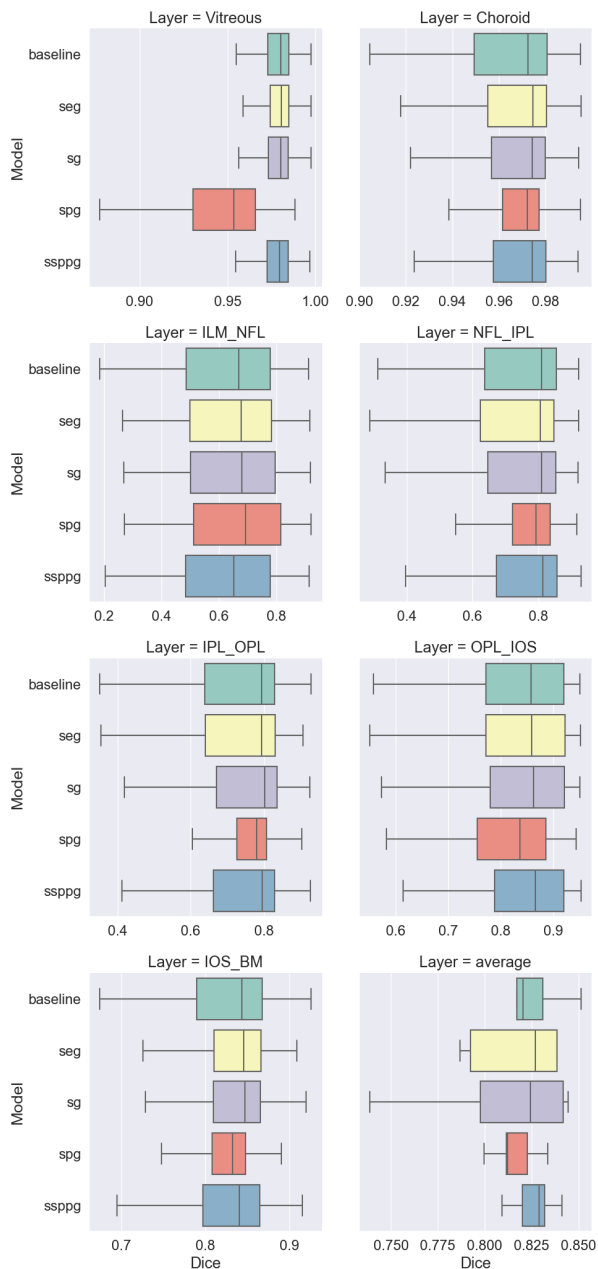 Layer = Vitreous
Layer = Choroid
baseline
seg
Model
sg
spg
ssppg
0.90 0.95 1.00
0.90 0.92 0.94 0.96 0.98
Layer = ILM_NFL
Layer = NFL_IPL
baseline
seg
Model
sg
spg
ssppg
0.2 0.4 0.6 0.8
0.4 0.6 0.8
Layer = IPL_OPL
Layer = OPL_IOS
baseline
seg
Model
sg
spg
ssppg
0.4 0.6 0.8
0.6 0.7 0.8 0.9
Layer = IOS_BM
Layer = average
baseline
seg
Model
sg
spg
ssppg
0.7 0.8 0.9
0.750 0.775 0.800 0.825 0.850
Dice
Dice